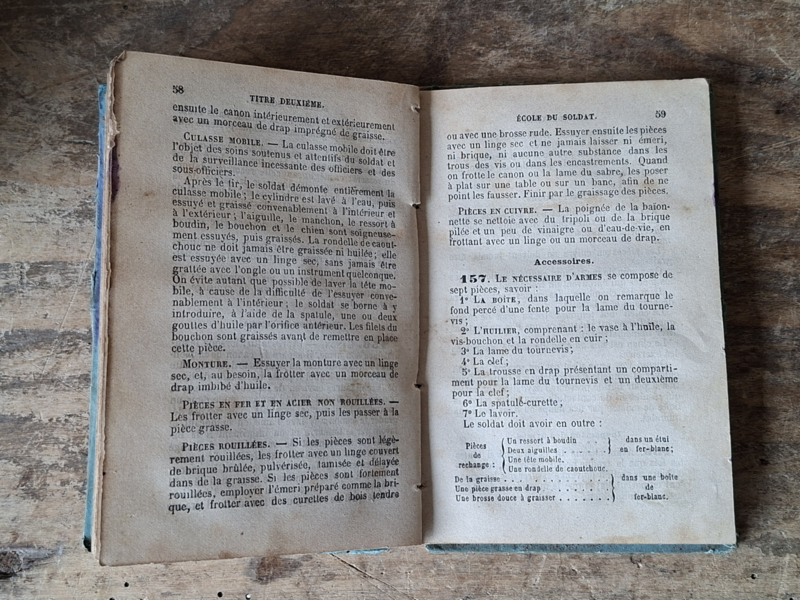 58
TITRE DEUXIÈME.
ensuite le canon intérieurement et extérieurement
avec un morceau de drap imprégné de graisse.
CULASSE MOBILE. — La culasse mobile doit être
l'objet des soins soutenus et attentifs du soldat et
de la surveillance incessante des officiers et des
sous-officiers.
Après le tir, le soldat démonte entièrement la
culasse mobile; le cylindre est lavé à l'eau, puis
essuyé et graissé convenablement à l'intérieur et
à l'extérieur; l'aiguille, le manchon, le ressort à
boudin, le bouchon et le chien sont soigneuse-
ment essuyés, puis graissés. La rondelle de caout-
chouc ne doit jamais être graissée ni huilée; elle
est essuyée avec un linge sec, sans jamais être
grattée avec l'ongle ou un instrument quelconque.
On évite autant que possible de laver la tête mo-
bile, à cause de la difficulté de l'essuyer conve-
nablement à l'intérieur; le soldat se borne à y
introduire, à l'aide de la spatule, une ou deux
gouttes d'huile par l'orifice antérieur. Les filets du
bouchon sont graissés avant de remettre en place
cette pièce.
MONTURE. — Essuyer la monture avec un linge
sec, et, au besoin, la frotter avec un morceau de
drap imbibé d'huile.
PIÈCES EN FER ET EN ACIER NON ROUILLÉES. —
Les frotter avec un linge sec, puis les passer à la
pièce grasse.
PIÈCES ROUILLÉES. — Si les pièces sont légè-
rement rouillées, les frotter avec un linge couvert
de brique brûlée, pulvérisée, tamisée et délayée
dans de la graisse. Si les pièces sont fortement
rouillées, employer l'émeri préparé comme la bri-
que, et frotter avec des curettes de bois tendre
ÉCOLE DU SOLDAT.
59
ou avec une brosse rude. Essuyer ensuite les pièces
avec un linge sec et ne jamais laisser ni émeri,
ni brique, ni aucune autre substance dans les
trous des vis ou dans les encastrements. Quand
on frotte le canon ou la lame du sabre, les poser
à plat sur une table ou sur un banc, afin de ne
point les fausser. Finir par le graissage des pièces.
PIÈCES EN CUIVRE. — La poignée de la baion-
nette se nettoie avec du tripoli ou de la brique
pilée et un peu de vinaigre ou d'eau-de-vie, en
frottant avec un linge ou un morceau de drap.
Accessoires.
157. LE NÉCESSAIRE D'ARMES se compose de
sept pièces, savoir :
1° LA BOÎTE, dans laquelle on remarque le
fond percé d'une fente pour la lame du tourne-
vis;
2° L'HUILIER, comprenant : le vase à l'huile, la
vis-bouchon et la rondelle en cuir;
3° La lame du tournevis;
4° La clef;
5° La trousse en drap présentant un comparti-
ment pour la lame du tournevis et un deuxième
pour la clef;
6° La spatule-curette;
7° Le lavoir.
Le soldat doit avoir en outre :
Pièces de rechange :
Un ressort à boudin . . .
Deux aiguilles . . . . . .
dans un étui en fer-blanc;
Une tête mobile.
Une rondelle de caoutchouc.
De la graisse . . . . . . . . . .
Une pièce grasse en drap . . . . . . .
Une brosse douce à graisser . . . . . . .
dans une boîte de fer-blanc.